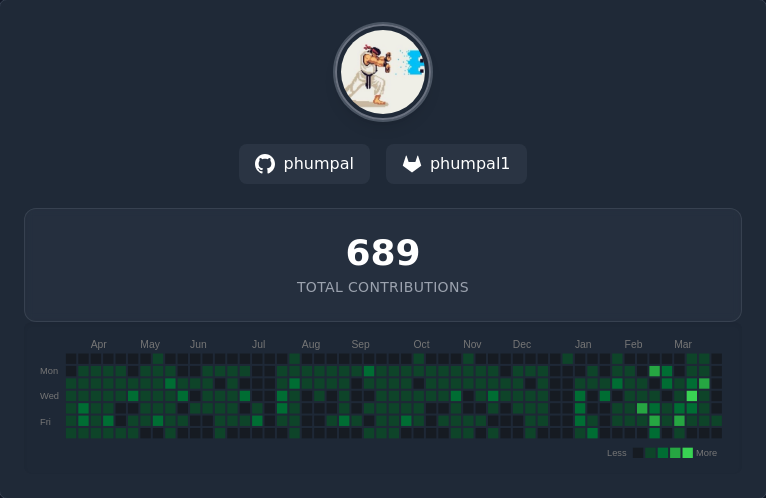 phumpal phumpal1
689
TOTAL CONTRIBUTIONS
Apr May Jun Jul Aug Sep Oct Nov Dec Jan Feb Mar
Mon
Wed
Fri
Less More